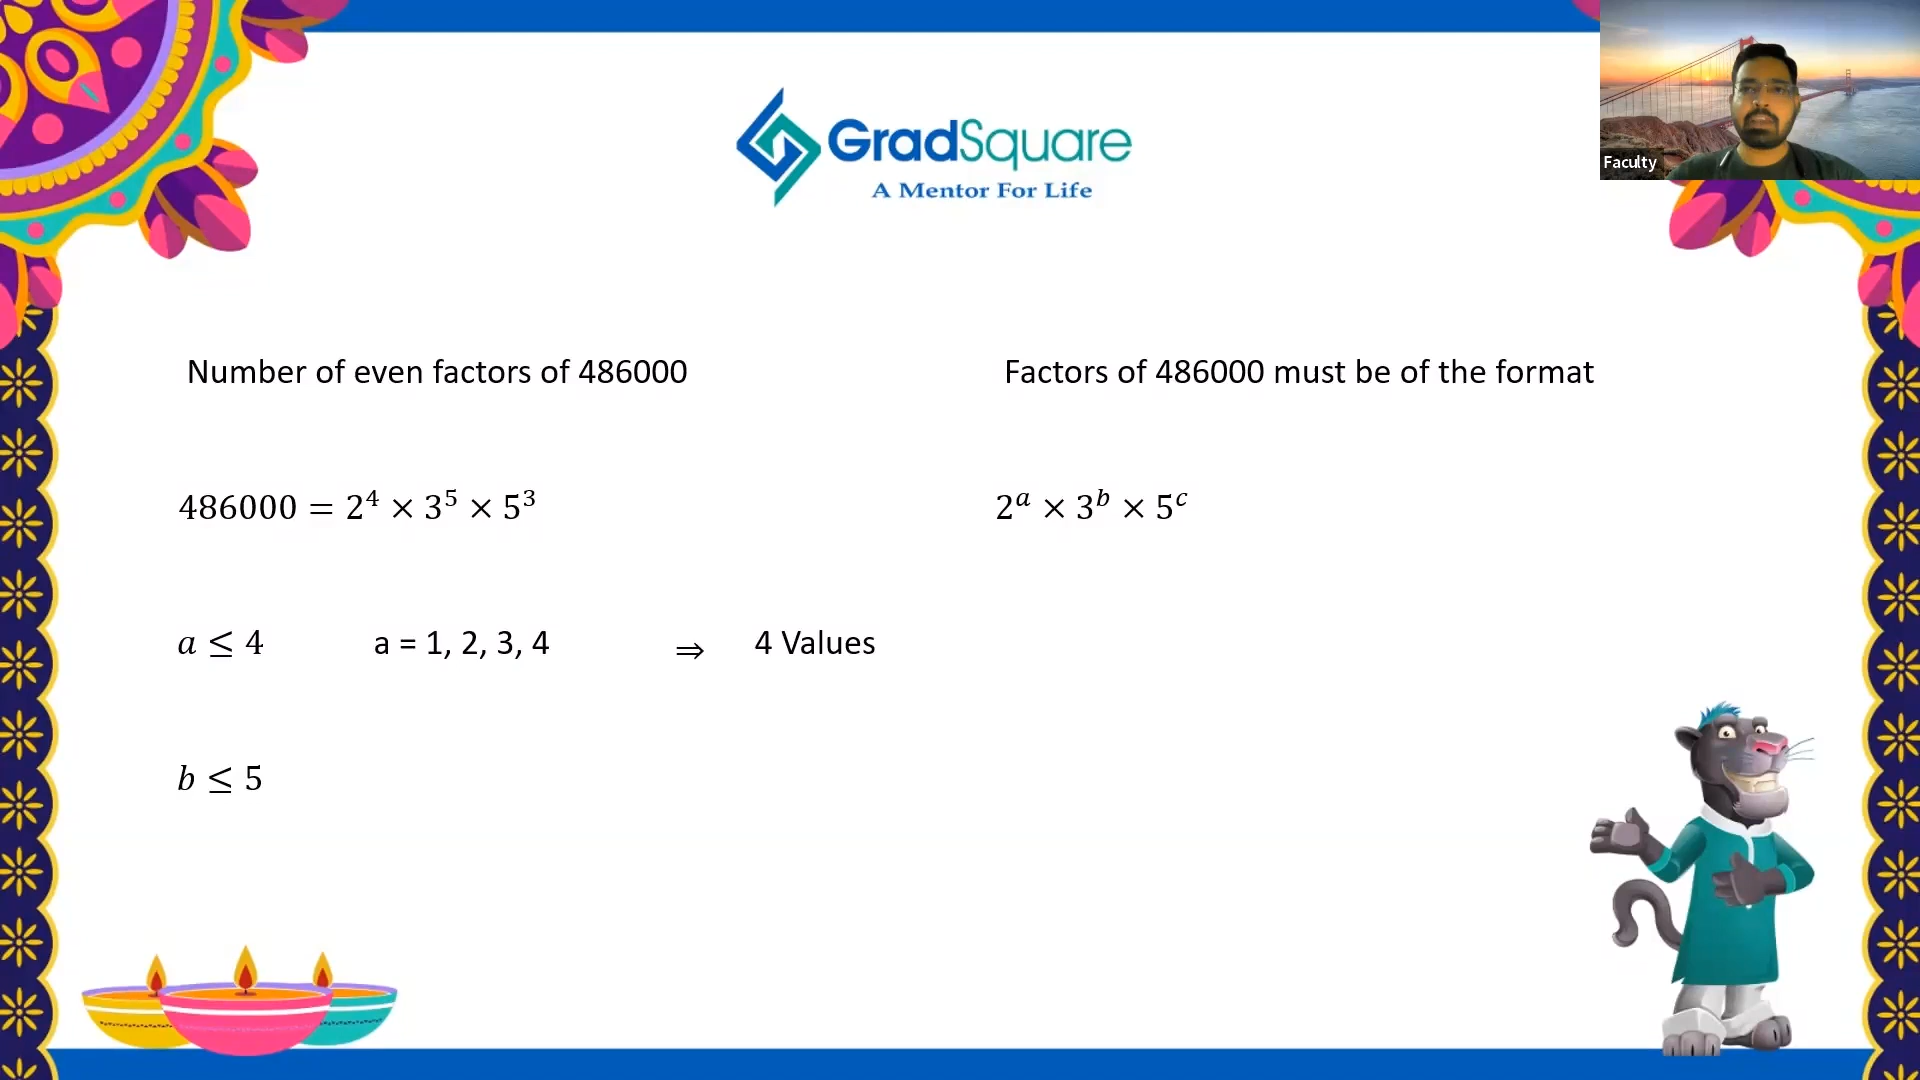 GradSquare
A Mentor For Life
Faculty
Number of even factors of 486000
Factors of 486000 must be of the format
486000 = 2⁴ × 3⁵ × 5³
2ᵃ × 3ᵇ × 5ᶜ
a ≤ 4 a = 1, 2, 3, 4 ⇒ 4 Values
b ≤ 5